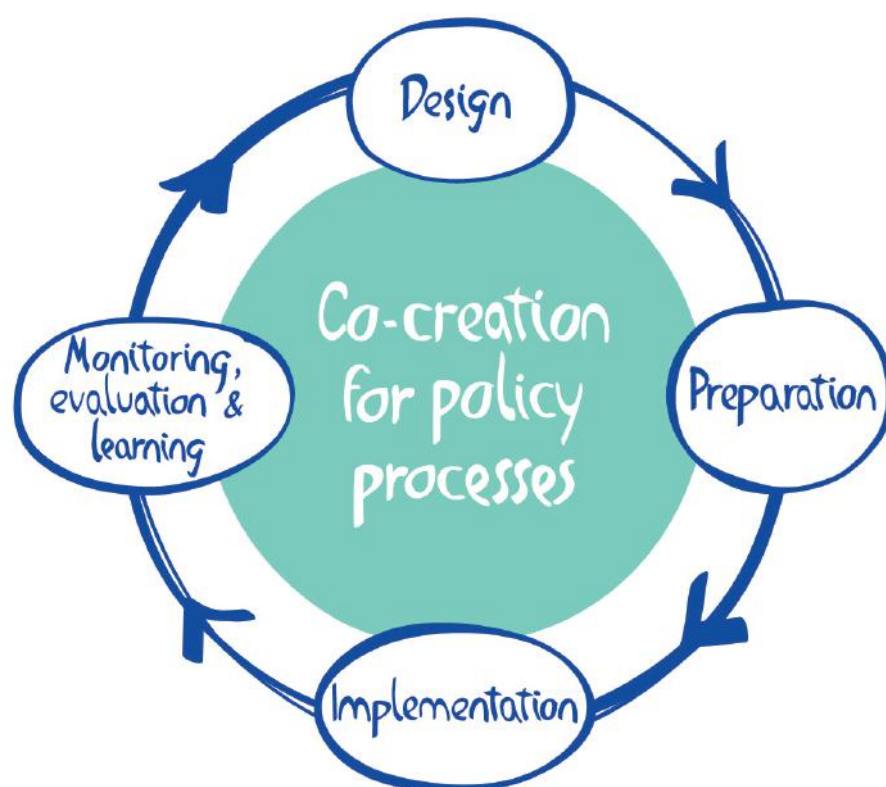 Design
Co-creation
for policy
processes
Preparation
Monitoring,
evaluation &
learning
Implementation